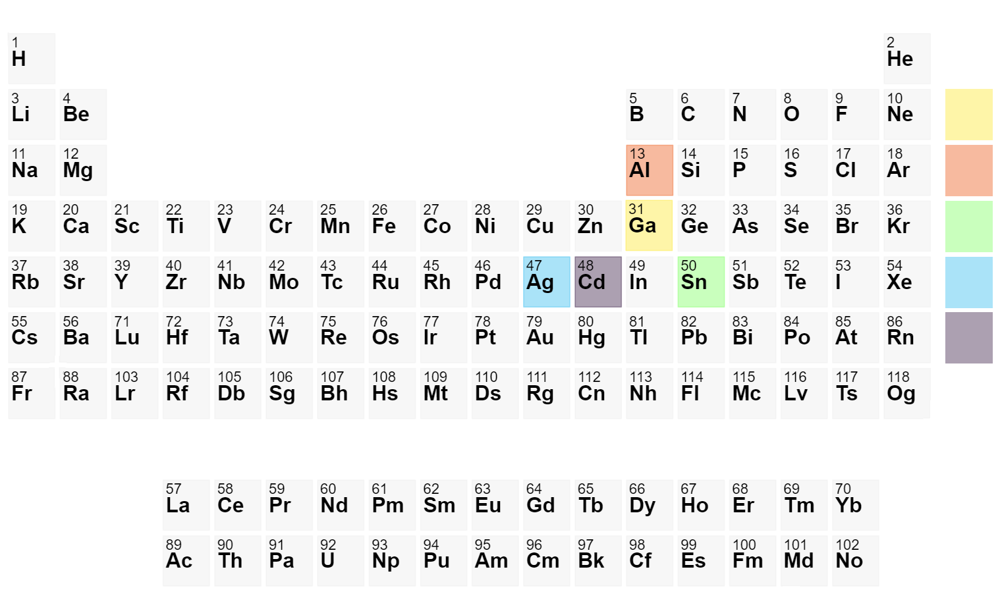 1 2
H He
3 4 5 6 7 8 9 10
Li Be B C N O F Ne
11 12 13 14 15 16 17 18
Na Mg Al Si P S Cl Ar
19 20 21 22 23 24 25 26 27 28 29 30 31 32 33 34 35 36
K Ca Sc Ti V Cr Mn Fe Co Ni Cu Zn Ga Ge As Se Br Kr
37 38 39 40 41 42 43 44 45 46 47 48 49 50 51 52 53 54
Rb Sr Y Zr Nb Mo Tc Ru Rh Pd Ag Cd In Sn Sb Te I Xe
55 56 71 72 73 74 75 76 77 78 79 80 81 82 83 84 85 86
Cs Ba Lu Hf Ta W Re Os Ir Pt Au Hg Tl Pb Bi Po At Rn
87 88 103 104 105 106 107 108 109 110 111 112 113 114 115 116 117 118
Fr Ra Lr Rf Db Sg Bh Hs Mt Ds Rg Cn Nh Fl Mc Lv Ts Og
57 58 59 60 61 62 63 64 65 66 67 68 69 70
La Ce Pr Nd Pm Sm Eu Gd Tb Dy Ho Er Tm Yb
89 90 91 92 93 94 95 96 97 98 99 100 101 102
Ac Th Pa U Np Pu Am Cm Bk Cf Es Fm Md No